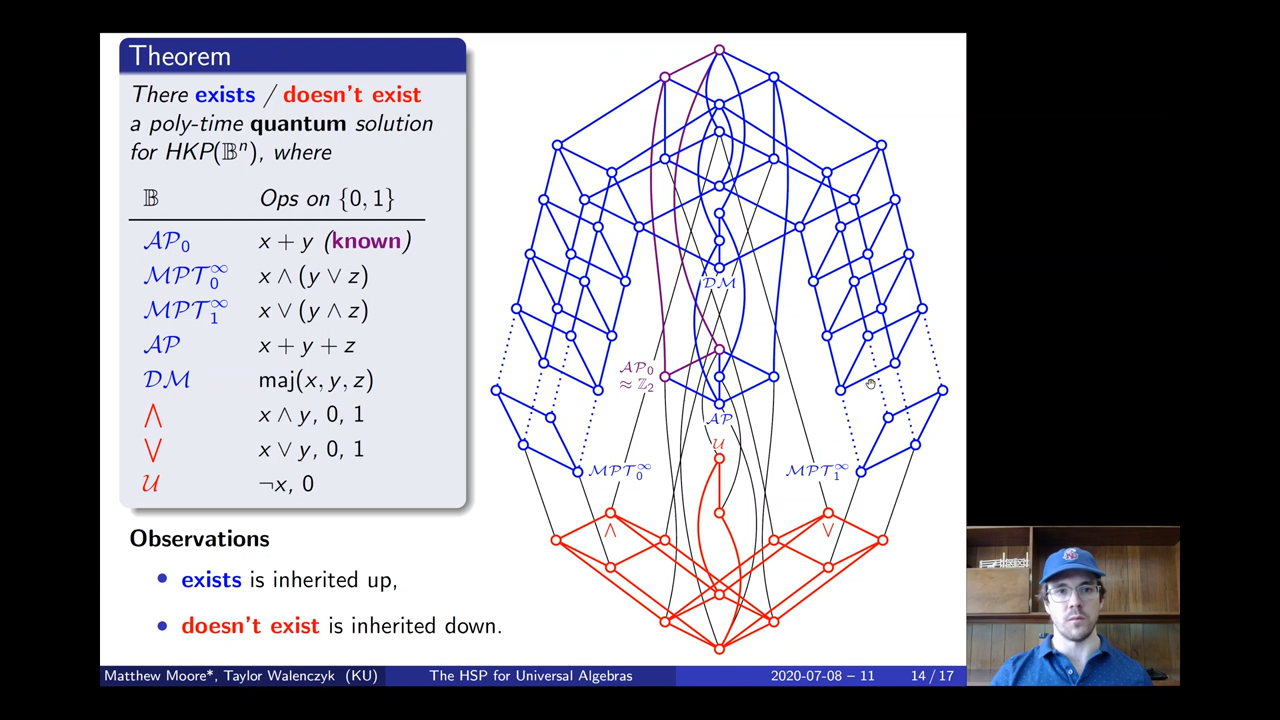 Theorem
There exists / doesn't exist
a poly-time quantum solution
for HKP(𝔹ⁿ), where
𝔹 Ops on {0, 1}
𝒜𝒫₀ x + y (known)
ℳ𝒫𝒯₀^∞ x ∧ (y ∨ z)
ℳ𝒫𝒯₁^∞ x ∨ (y ∧ z)
𝒜𝒫 x + y + z
𝒟ℳ maj(x, y, z)
⋀ x ∧ y, 0, 1
⋁ x ∨ y, 0, 1
𝒰 ¬x, 0
Observations
• exists is inherited up,
• doesn't exist is inherited down.
𝒟ℳ
𝒜𝒫₀
≈ ℤ₂
𝒜𝒫
𝒰
ℳ𝒫𝒯₀^∞
ℳ𝒫𝒯₁^∞
⋀
⋁
Matthew Moore*, Taylor Walenczyk (KU) The HSP for Universal Algebras 2020-07-08 – 11 14 / 17